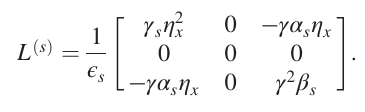 L^{(s)} = \frac{1}{\epsilon_s} \begin{bmatrix} \gamma_s \eta_x^2 & 0 & -\gamma \alpha_s \eta_x \\ 0 & 0 & 0 \\ -\gamma \alpha_s \eta_x & 0 & \gamma^2 \beta_s \end{bmatrix}.